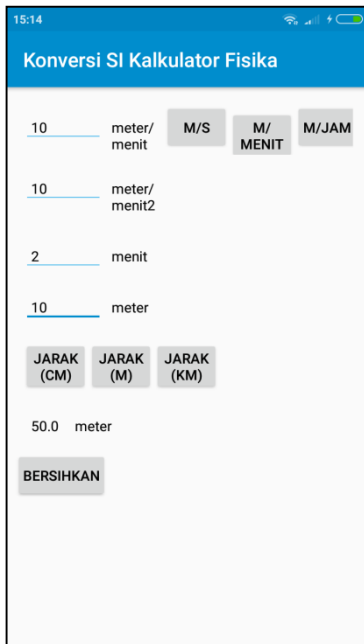 15:14
Konversi SI Kalkulator Fisika
10 meter/ menit M/S M/ MENIT M/JAM
10 meter/ menit2
2 menit
10 meter
JARAK (CM) JARAK (M) JARAK (KM)
50.0 meter
BERSIHKAN